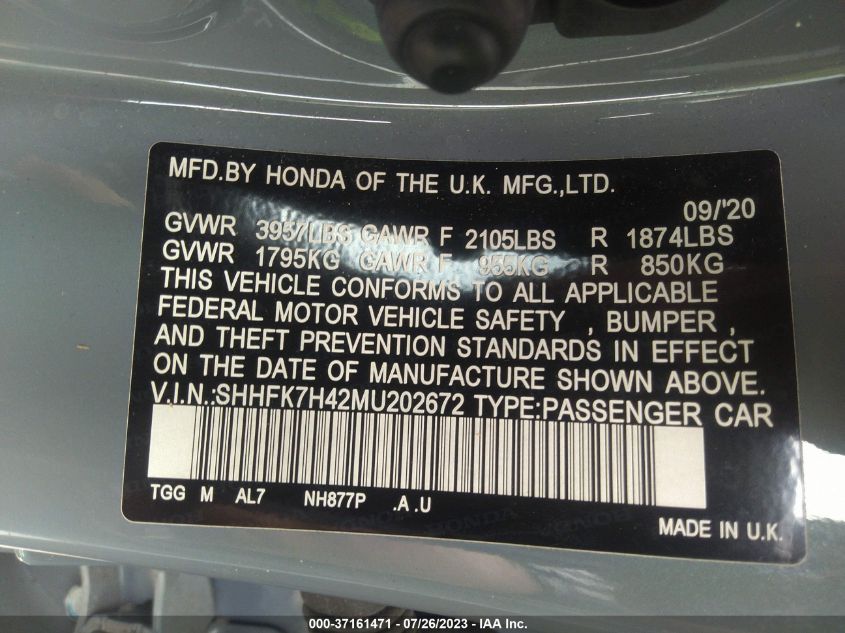 MFD.BY HONDA OF THE U.K. MFG.,LTD.
09/'20
GVWR 3957LBS GAWR F 2105LBS R 1874LBS
GVWR 1795KG GAWR F 955KG R 850KG
THIS VEHICLE CONFORMS TO ALL APPLICABLE
FEDERAL MOTOR VEHICLE SAFETY , BUMPER ,
AND THEFT PREVENTION STANDARDS IN EFFECT
ON THE DATE OF MANUFACTURE SHOWN ABOVE.
V.I.N.:SHHFK7H42MU202672 TYPE:PASSENGER CAR
TGG M AL7 NH877P .A .U
MADE IN U.K.
000-37161471 / 07/26/2023 - IAA Inc.